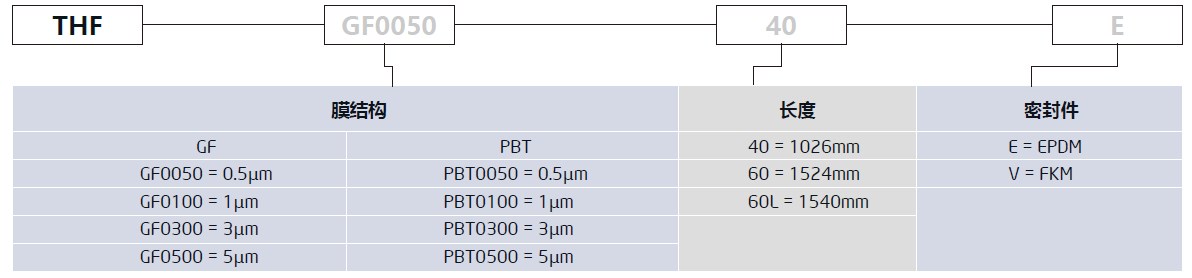 THF GF0050 40 E
膜结构 长度 密封件
GF PBT 40 = 1026mm E = EPDM
GF0050 = 0.5μm PBT0050 = 0.5μm 60 = 1524mm V = FKM
GF0100 = 1μm PBT0100 = 1μm 60L = 1540mm
GF0300 = 3μm PBT0300 = 3μm
GF0500 = 5μm PBT0500 = 5μm